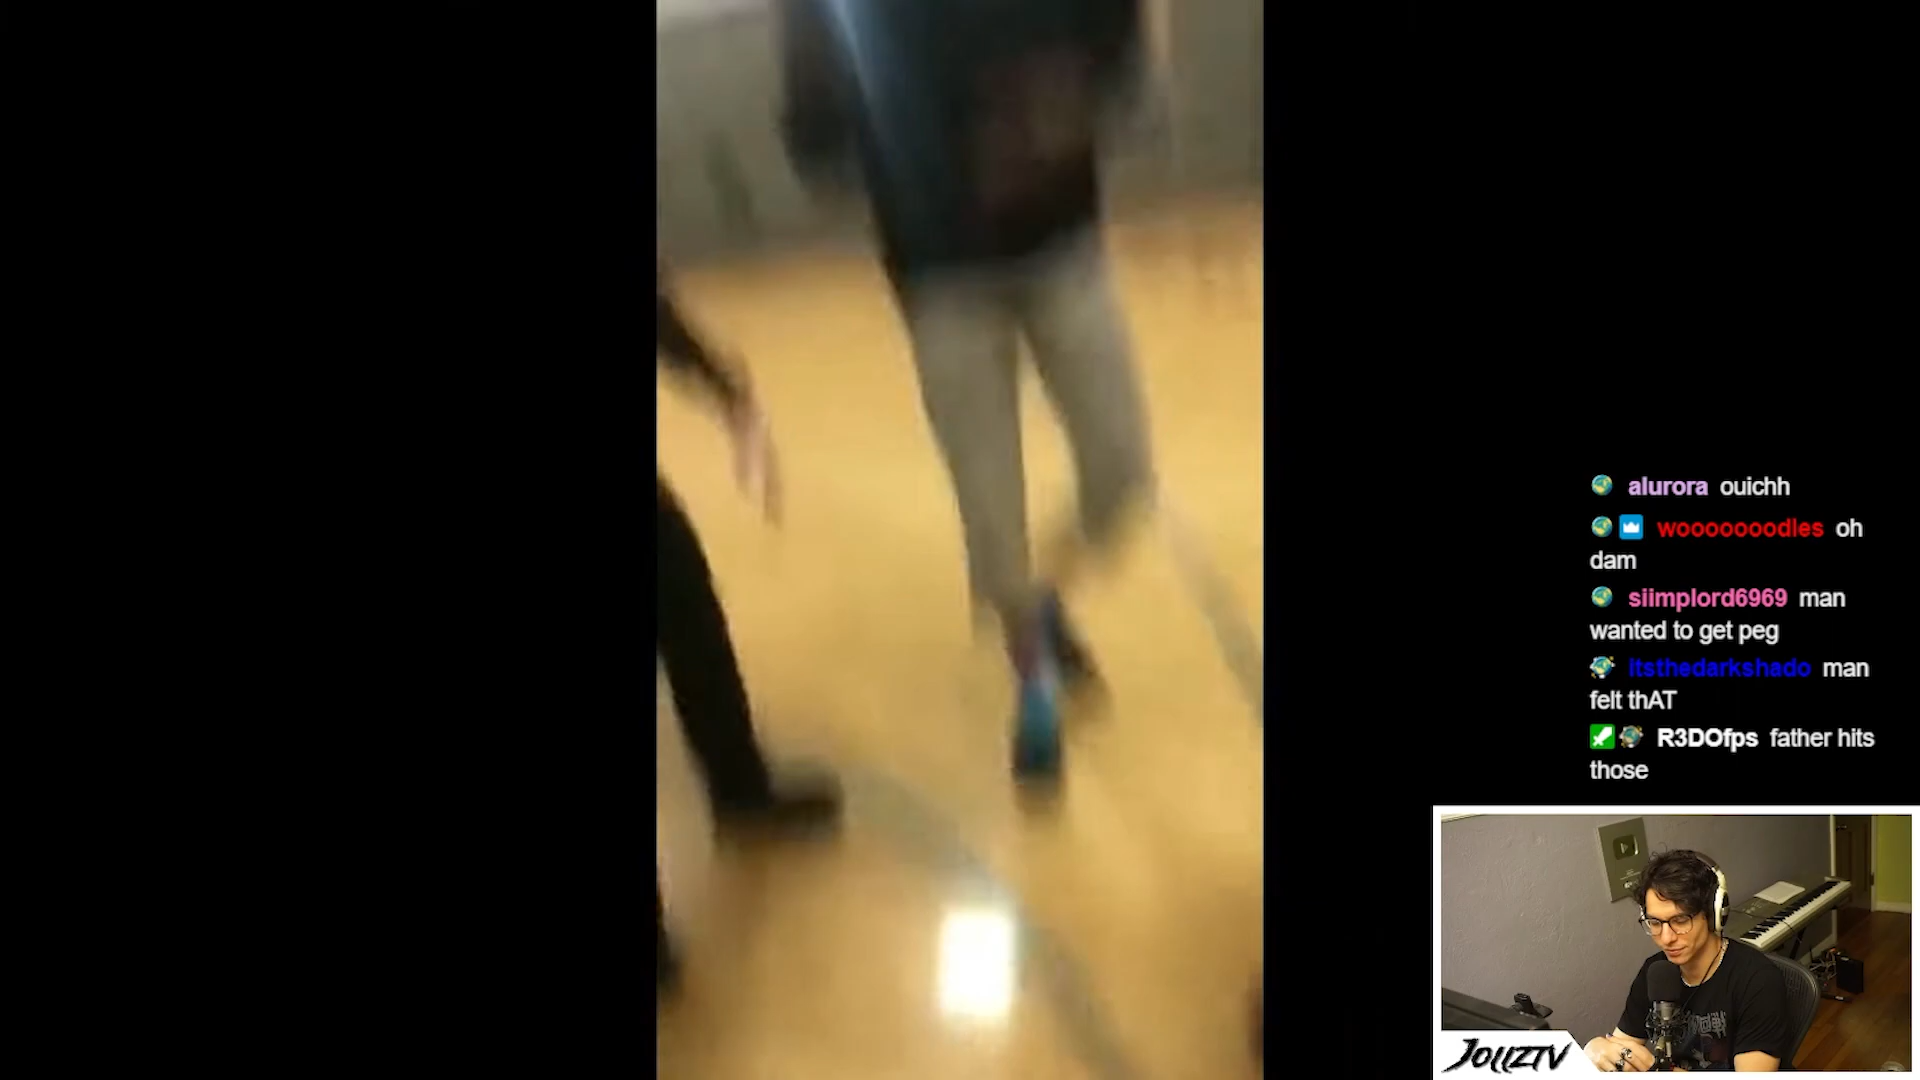 alurora ouichh
wooooooodles oh
dam
siimplord6969 man
wanted to get peg
Itsthedarkshado man
felt thAT
R3DOfps father hits
those
JOllZTV